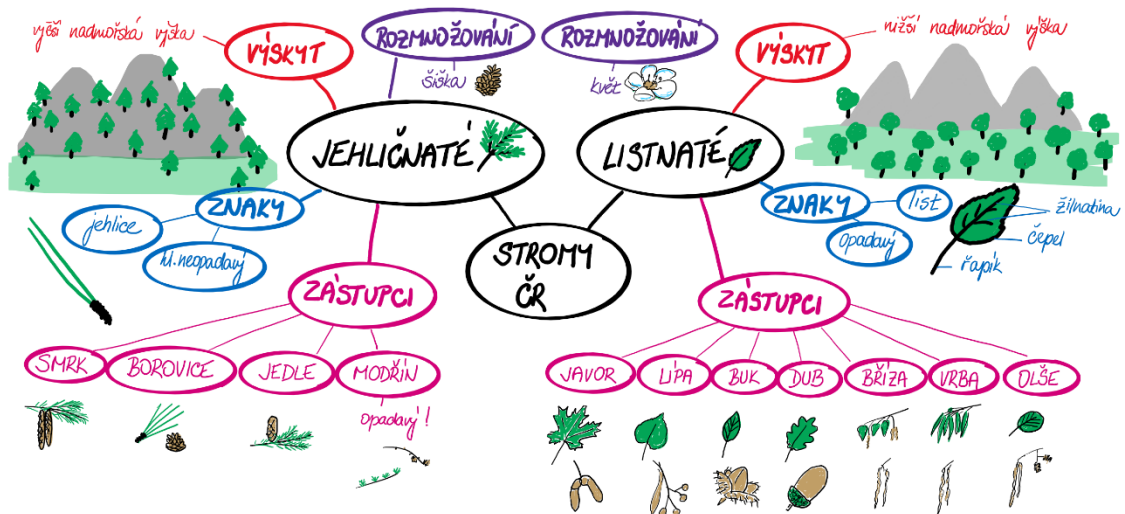 vyěší nadmořská výška
VÝSKYT
ROZMNOŽOVÁNÍ
šiška
ROZMNOŽOVÁNÍ
květ
VÝSKYT
nižší nadmořská výška
JEHLIČNATÉ
LISTNATÉ
ZNAKY
jehlice
hl. neopadavý
ZNAKY
list
opadavý
žilnatina
čepel
řapík
STROMY
ČR
ZÁSTUPCI
ZÁSTUPCI
SMRK
BOROVICE
JEDLE
MODŘÍN
opadavý!
JAVOR
LÍPA
BUK
DUB
BŘÍZA
VRBA
OLŠE